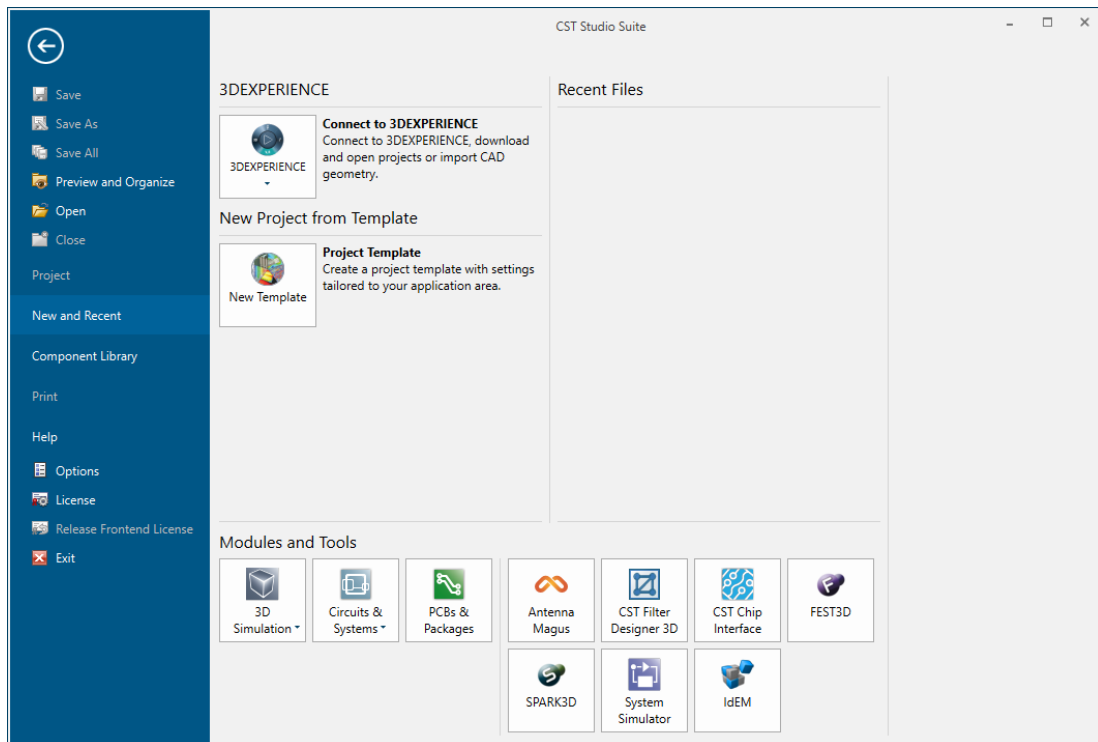 CST Studio Suite
Save
Save As
Save All
Preview and Organize
Open
Close
Project
New and Recent
Component Library
Print
Help
Options
License
Release Frontend License
Exit
3DEXPERIENCE
3DEXPERIENCE
Connect to 3DEXPERIENCE
Connect to 3DEXPERIENCE, download
and open projects or import CAD
geometry.
New Project from Template
New Template
Project Template
Create a project template with settings
tailored to your application area.
Recent Files
Modules and Tools
3D
Simulation
Circuits &
Systems
PCBs &
Packages
Antenna
Magus
CST Filter
Designer 3D
CST Chip
Interface
FEST3D
SPARK3D
System
Simulator
IdEM